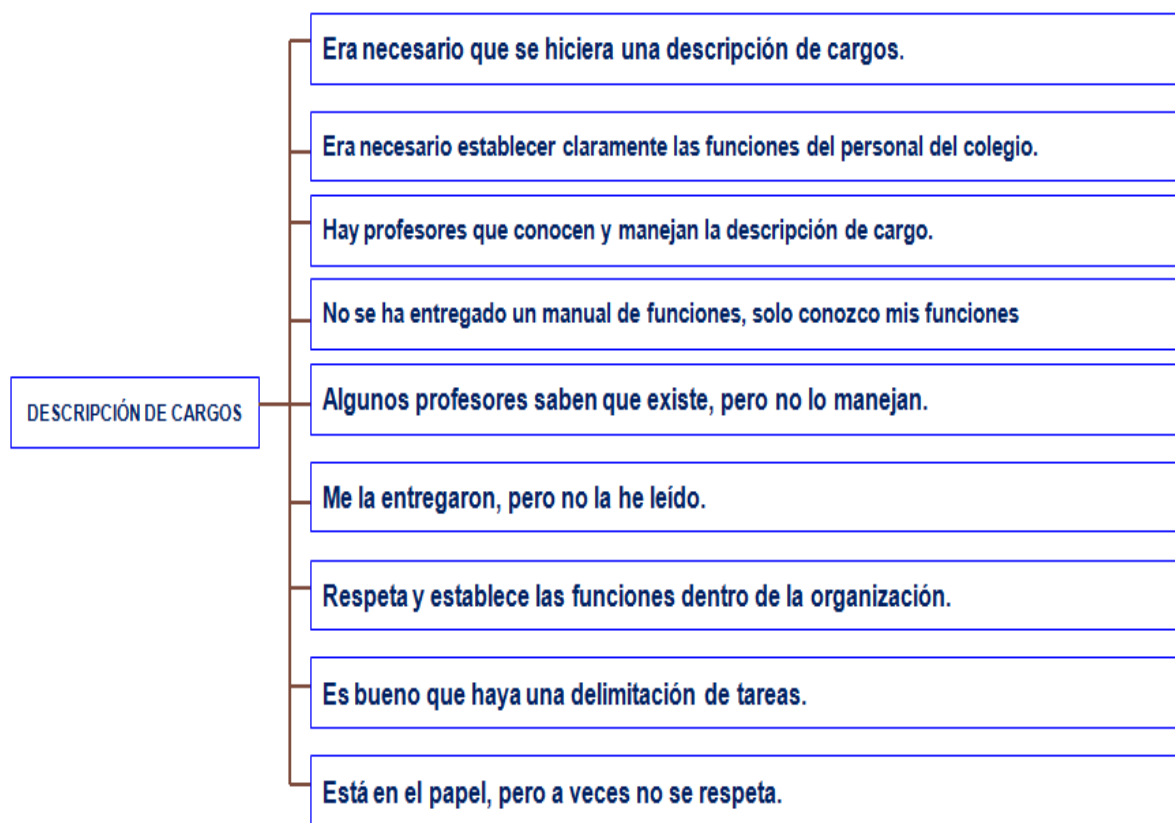 Era necesario que se hiciera una descripción de cargos.
Era necesario establecer claramente las funciones del personal del colegio.
Hay profesores que conocen y manejan la descripción de cargo.
No se ha entregado un manual de funciones, solo conozco mis funciones
DESCRIPCIÓN DE CARGOS
Algunos profesores saben que existe, pero no lo manejan.
Me la entregaron, pero no la he leído.
Respeta y establece las funciones dentro de la organización.
Es bueno que haya una delimitación de tareas.
Está en el papel, pero a veces no se respeta.